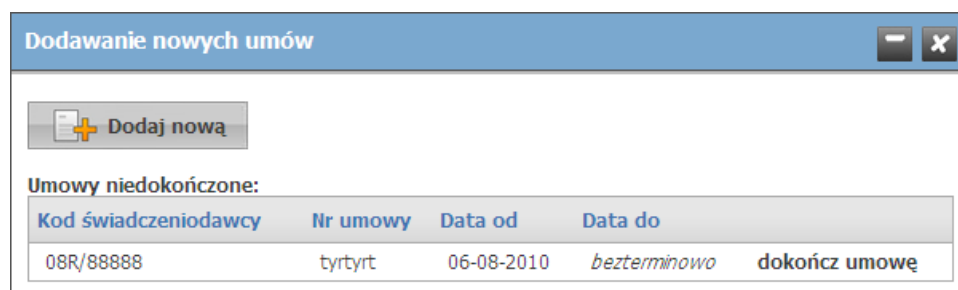 Dodawanie nowych umów
Dodaj nową
Umowy niedokończone:
Kod świadczeniodawcy Nr umowy Data od Data do
08R/88888 tyrtyrt 06-08-2010 bezterminowo dokończ umowę